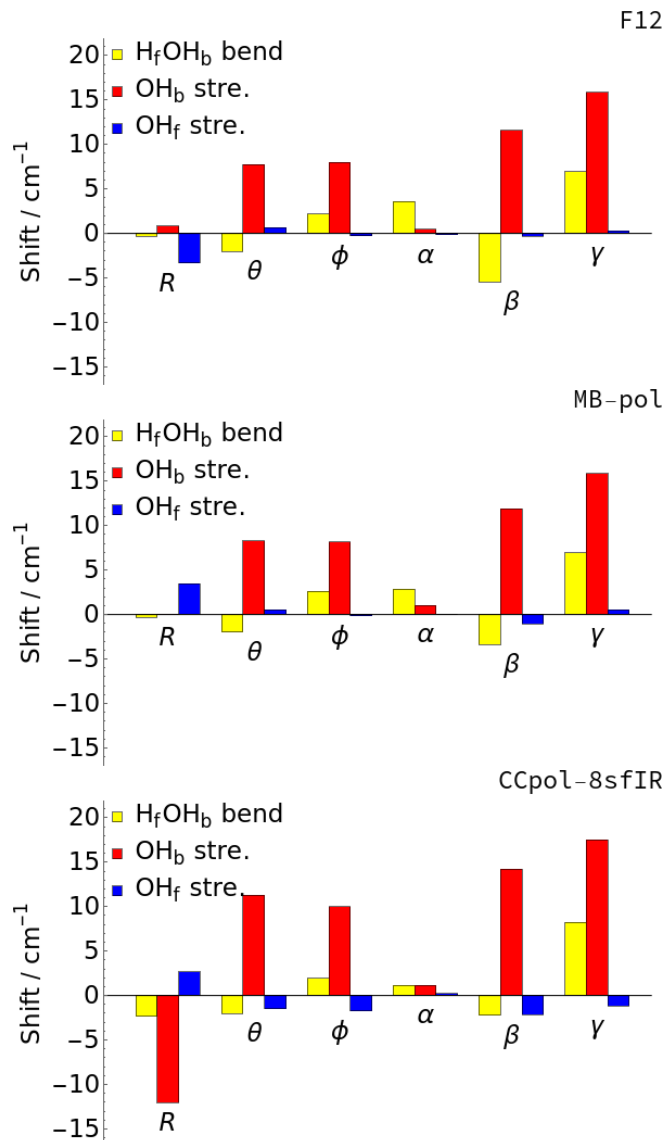 F12
20
15
10
5
0
−5
−10
−15
Shift / cm⁻¹
H_fOH_b bend
OH_b stre.
OH_f stre.
R
θ
ϕ
α
β
γ
MB−pol
20
15
10
5
0
−5
−10
−15
Shift / cm⁻¹
H_fOH_b bend
OH_b stre.
OH_f stre.
R
θ
ϕ
α
β
γ
CCpol−8sfIR
20
15
10
5
0
−5
−10
−15
Shift / cm⁻¹
H_fOH_b bend
OH_b stre.
OH_f stre.
R
θ
ϕ
α
β
γ